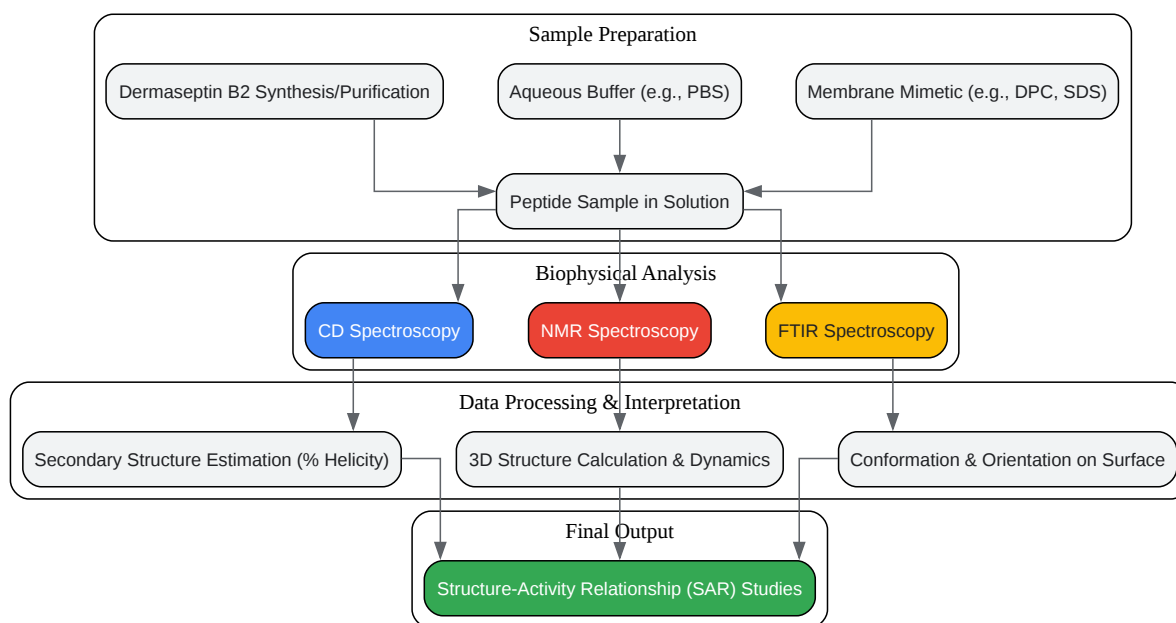 Sample Preparation
Dermaseptin B2 Synthesis/Purification
Aqueous Buffer (e.g., PBS)
Membrane Mimetic (e.g., DPC, SDS)
Peptide Sample in Solution
Biophysical Analysis
CD Spectroscopy
NMR Spectroscopy
FTIR Spectroscopy
Data Processing & Interpretation
Secondary Structure Estimation (% Helicity)
3D Structure Calculation & Dynamics
Conformation & Orientation on Surface
Final Output
Structure-Activity Relationship (SAR) Studies